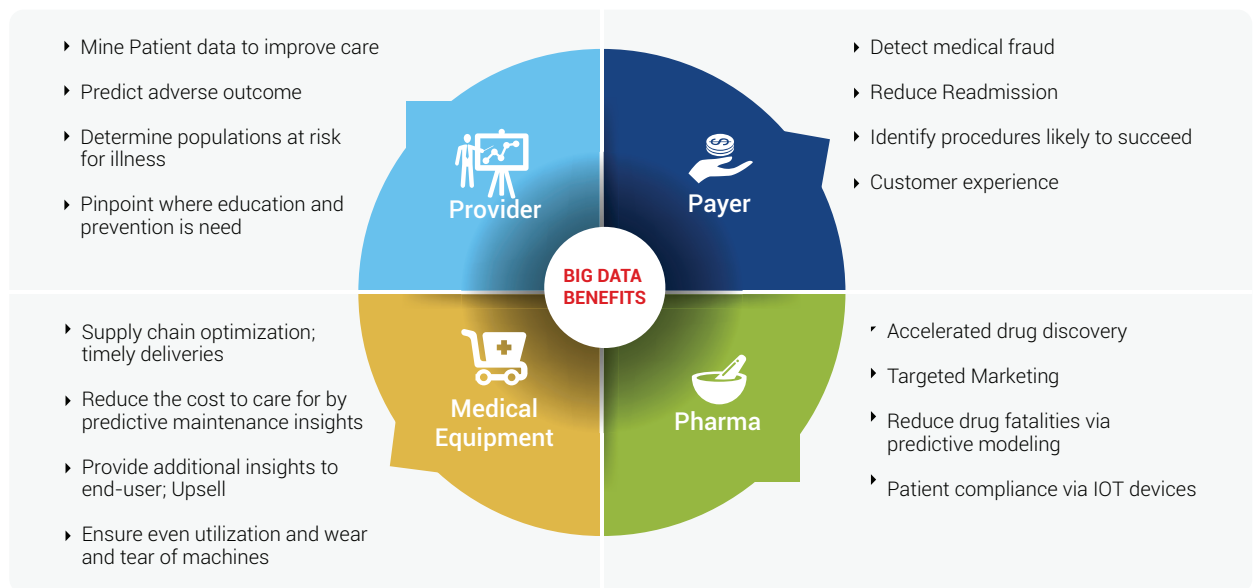 Mine Patient data to improve care
Predict adverse outcome
Determine populations at risk
for illness
Pinpoint where education and
prevention is need
Provider
Detect medical fraud
Reduce Readmission
Identify procedures likely to succeed
Customer experience
Payer
BIG DATA
BENEFITS
Supply chain optimization;
timely deliveries
Reduce the cost to care for by
predictive maintenance insights
Provide additional insights to
end-user; Upsell
Ensure even utilization and wear
and tear of machines
Medical
Equipment
Accelerated drug discovery
Targeted Marketing
Reduce drug fatalities via
predictive modeling
Patient compliance via IOT devices
Pharma